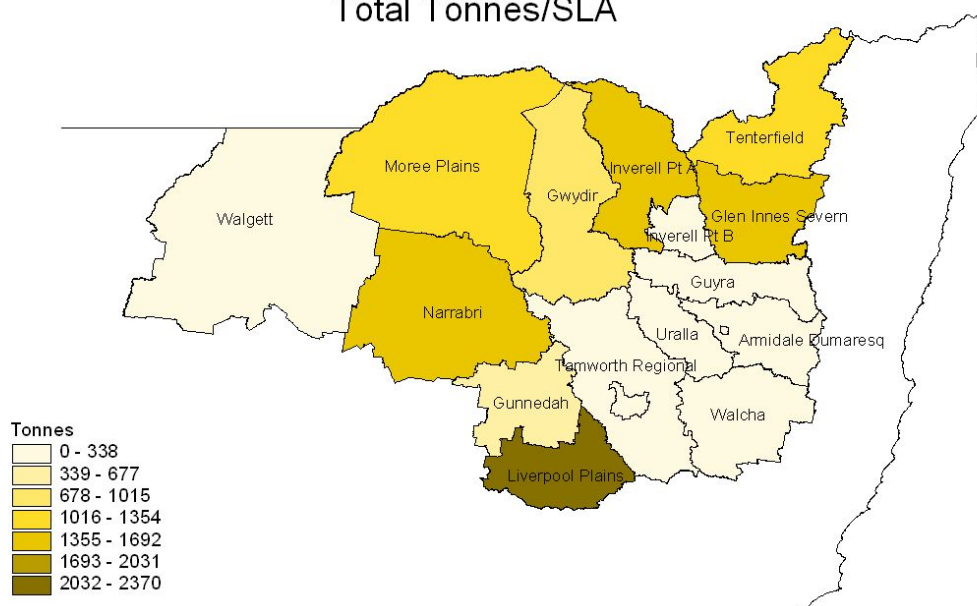 Total Tonnes/SLA
Tenterfield
Moree Plains
Inverell Pt A
Gwydir
Walgett
Glen Innes Severn
Inverell Pt B
Guyra
Narrabri
Uralla
Armidale Dumaresq
Tamworth Regional
Gunnedah
Walcha
Liverpool Plains
Tonnes
0 - 338
339 - 677
678 - 1015
1016 - 1354
1355 - 1692
1693 - 2031
2032 - 2370